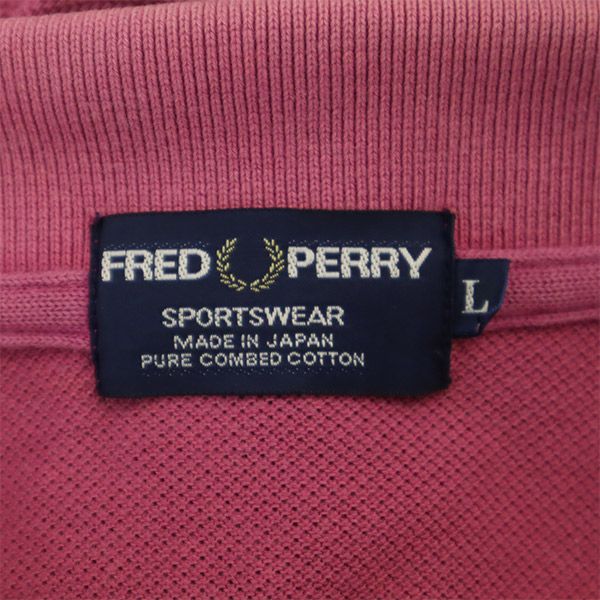 FRED PERRY
SPORTSWEAR
MADE IN JAPAN
PURE COMBED COTTON
L